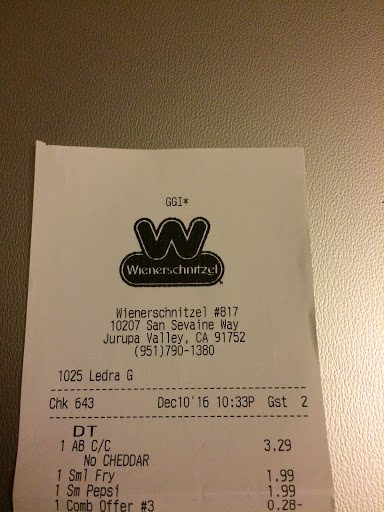 GGI*
W
Wienerschnitzel
Wienerschnitzel #817
10207 San Sevaine Way
Jurupa Valley, CA 91752
(951)790-1380
1025 Ledra G
Chk 643 Dec10'16 10:33P Gst 2
DT
1 AB C/C 3.29
No CHEDDAR
1 Sml Fry 1.99
1 Sm Pepsi 1.99
1 Comb Offer #3 0.28-